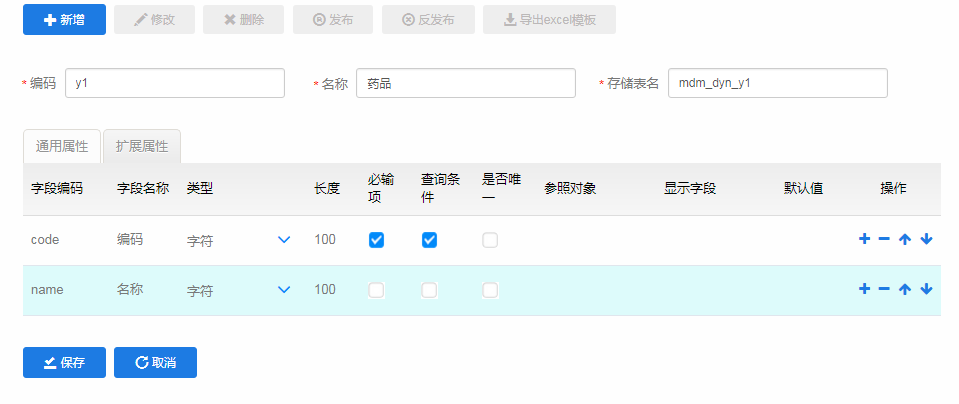 新增 修改 删除 发布 反发布 导出excel模板
* 编码 y1 * 名称 药品 * 存储表名 mdm_dyn_y1
通用属性 扩展属性
字段编码 字段名称 类型 长度 必输项 查询条件 是否唯一 参照对象 显示字段 默认值 操作
code 编码 字符 100
name 名称 字符 100
保存 取消